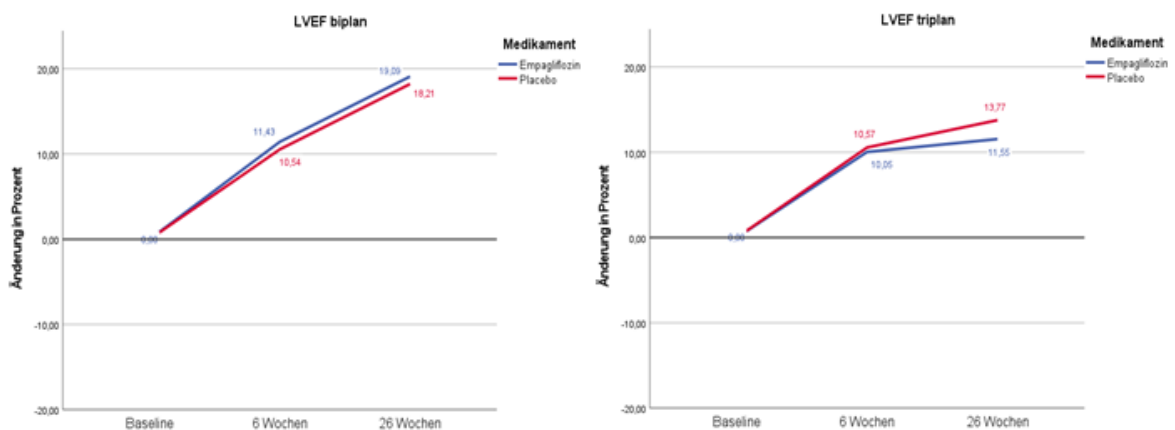 LVEF biplan
Medikament
Empagliflozin
Placebo
Änderung in Prozent
20,00
10,00
0,00
-10,00
-20,00
19,09
18,21
11,43
10,54
0,00
Baseline
6 Wochen
26 Wochen
LVEF triplan
Medikament
Empagliflozin
Placebo
Änderung in Prozent
20,00
10,00
0,00
-10,00
-20,00
13,77
10,57
10,05
11,55
0,00
Baseline
6 Wochen
26 Wochen